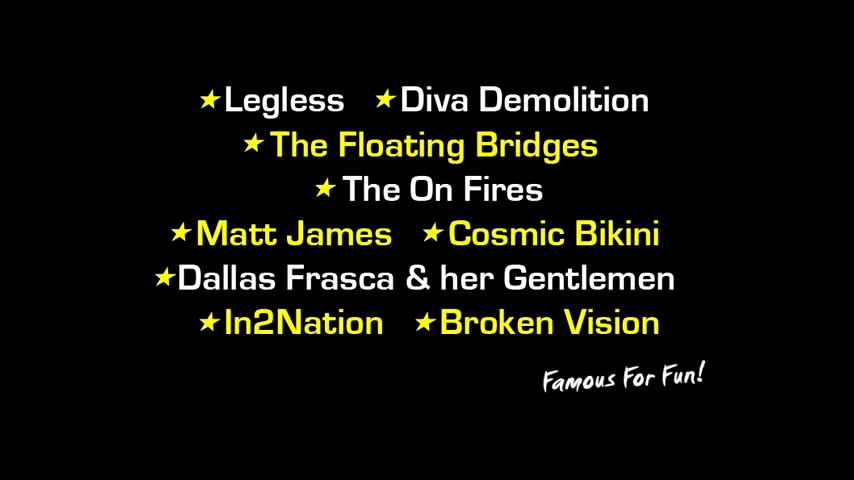 ★Legless ★Diva Demolition
★The Floating Bridges
★The On Fires
★Matt James ★Cosmic Bikini
★Dallas Frasca & her Gentlemen
★In2Nation ★Broken Vision
Famous For Fun!